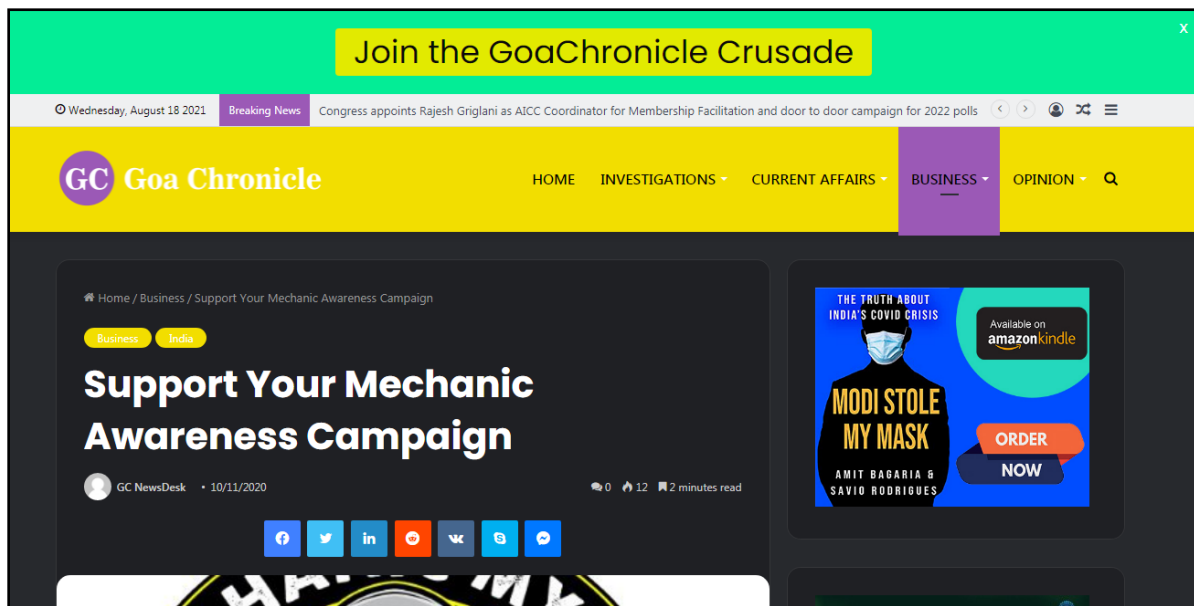 Join the GoaChronicle Crusade
X
Wednesday, August 18 2021 Breaking News Congress appoints Rajesh Griglani as AICC Coordinator for Membership Facilitation and door to door campaign for 2022 polls
GC Goa Chronicle HOME INVESTIGATIONS CURRENT AFFAIRS BUSINESS OPINION
Home / Business / Support Your Mechanic Awareness Campaign
Business India
Support Your Mechanic
Awareness Campaign
GC NewsDesk • 10/11/2020 0 12 2 minutes read
THE TRUTH ABOUT
INDIA'S COVID CRISIS
Available on
amazonkindle
MODI STOLE
MY MASK
ORDER
NOW
AMIT BAGARIA &
SAVIO RODRIGUES